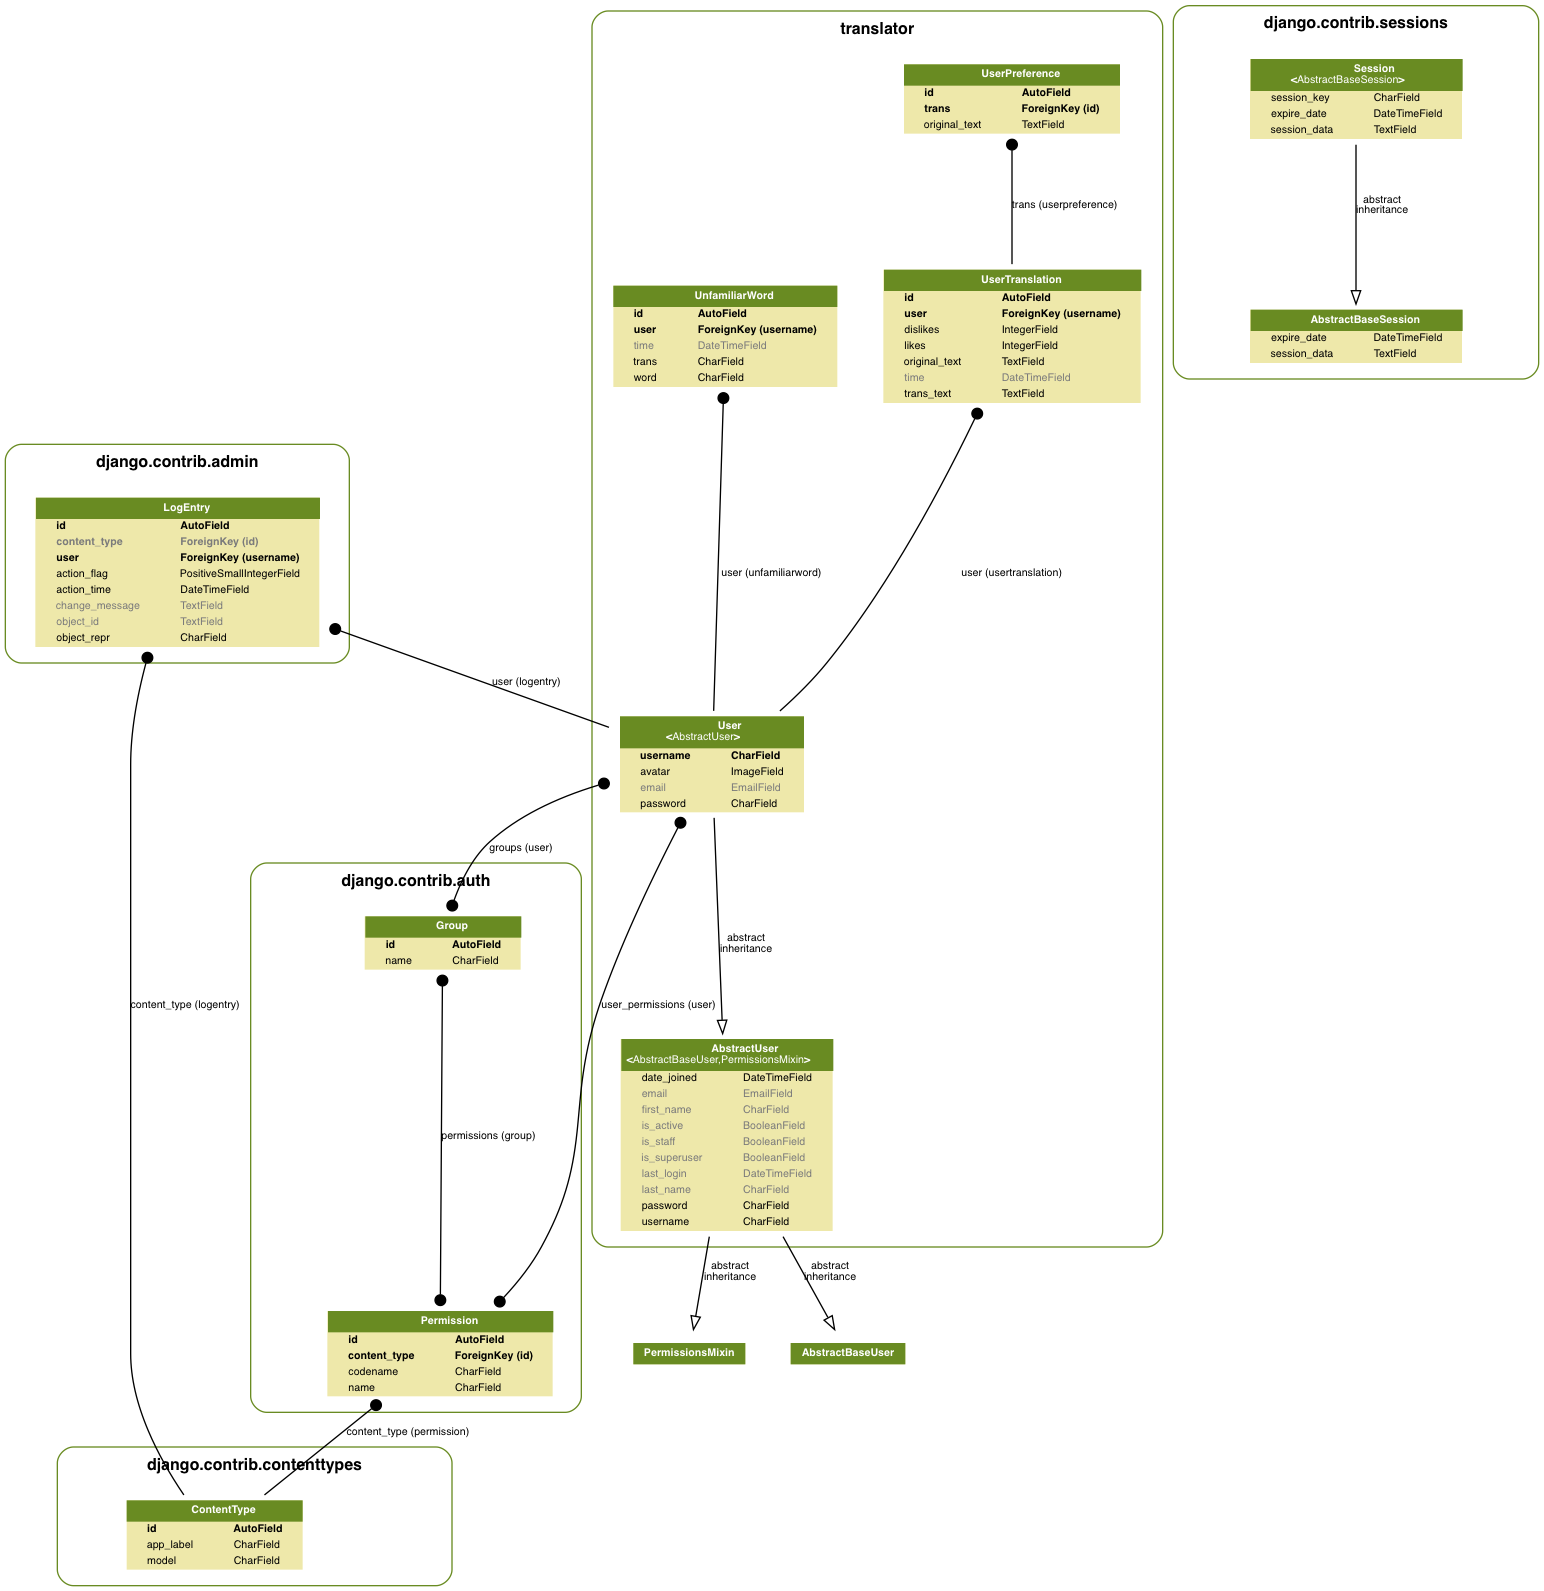 translator
UserPreference
id AutoField
trans ForeignKey (id)
original_text TextField
trans (userpreference)
UnfamiliarWord
id AutoField
user ForeignKey (username)
time DateTimeField
trans CharField
word CharField
UserTranslation
id AutoField
user ForeignKey (username)
dislikes IntegerField
likes IntegerField
original_text TextField
time DateTimeField
trans_text TextField
user (unfamiliarword)
user (usertranslation)
User
<AbstractUser>
username CharField
avatar ImageField
email EmailField
password CharField
abstract
inheritance
AbstractUser
<AbstractBaseUser,PermissionsMixin>
date_joined DateTimeField
email EmailField
first_name CharField
is_active BooleanField
is_staff BooleanField
is_superuser BooleanField
last_login DateTimeField
last_name CharField
password CharField
username CharField
abstract
inheritance
abstract
inheritance
PermissionsMixin
AbstractBaseUser
django.contrib.sessions
Session
<AbstractBaseSession>
session_key CharField
expire_date DateTimeField
session_data TextField
abstract
inheritance
AbstractBaseSession
expire_date DateTimeField
session_data TextField
django.contrib.admin
LogEntry
id AutoField
content_type ForeignKey (id)
user ForeignKey (username)
action_flag PositiveSmallIntegerField
action_time DateTimeField
change_message TextField
object_id TextField
object_repr CharField
user (logentry)
groups (user)
django.contrib.auth
Group
id AutoField
name CharField
content_type (logentry)
user_permissions (user)
permissions (group)
Permission
id AutoField
content_type ForeignKey (id)
codename CharField
name CharField
content_type (permission)
django.contrib.contenttypes
ContentType
id AutoField
app_label CharField
model CharField